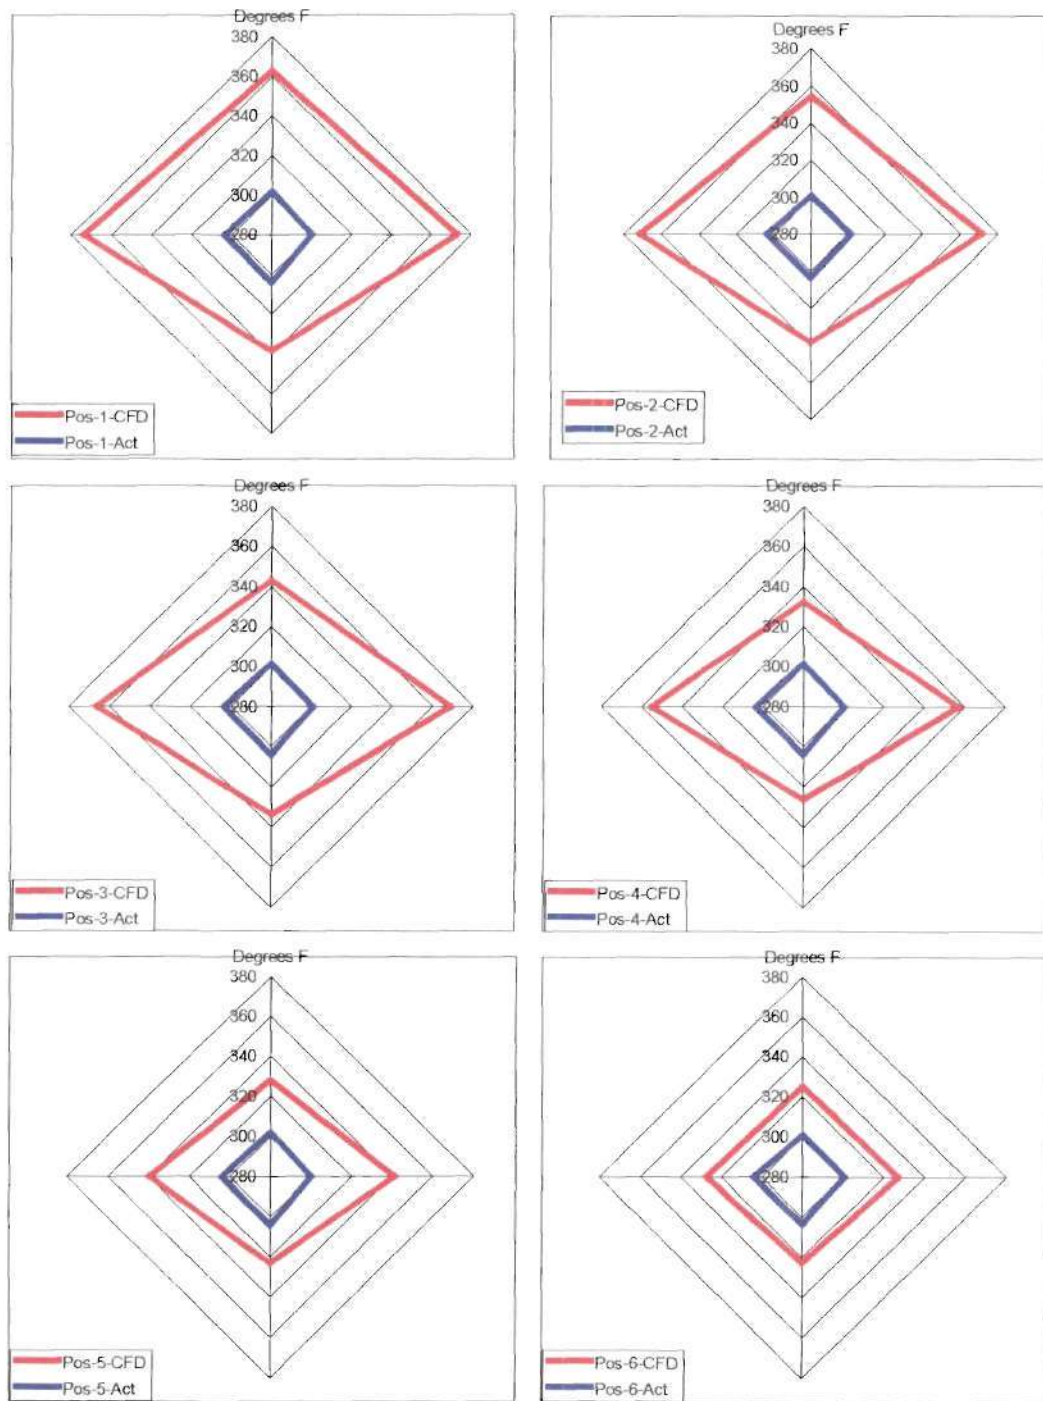 Degrees F
380
360
340
320
300
280
Pos-1-CFD
Pos-1-Act
Degrees F
380
360
340
320
300
280
Pos-2-CFD
Pos-2-Act
Degrees F
380
360
340
320
300
280
Pos-3-CFD
Pos-3-Act
Degrees F
380
360
340
320
300
280
Pos-4-CFD
Pos-4-Act
Degrees F
380
360
340
320
300
280
Pos-5-CFD
Pos-5-Act
Degrees F
380
360
340
320
300
280
Pos-6-CFD
Pos-6-Act